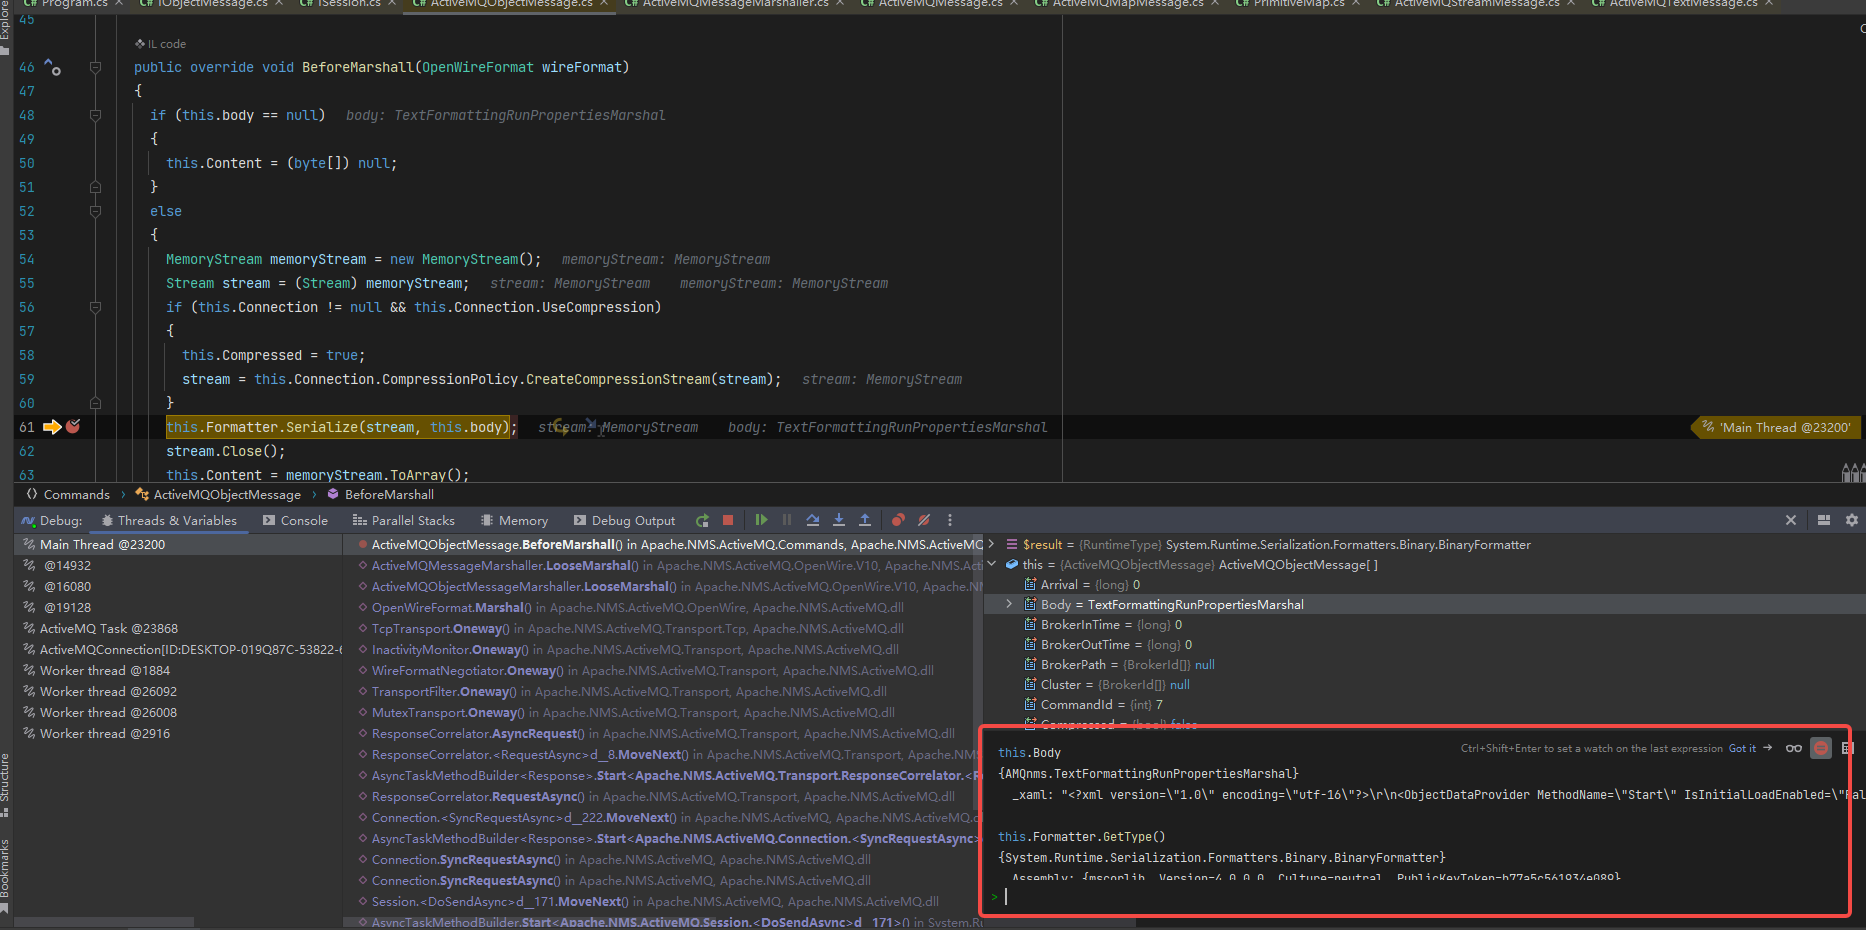 Program.cs × IObjectMessage.cs × ISession.cs × ActiveMQObjectMessage.cs × ActiveMQMessageMarshaller.cs × ActiveMQMessage.cs × ActiveMQMapMessage.cs × PrimitiveMap.cs × ActiveMQStreamMessage.cs × ActiveMQTextMessage.cs ×
45
IL code
46 public override void BeforeMarshall(OpenWireFormat wireFormat)
47 {
48 if (this.body == null) body: TextFormattingRunPropertiesMarshal
49 {
50 this.Content = (byte[]) null;
51 }
52 else
53 {
54 MemoryStream memoryStream = new MemoryStream(); memoryStream: MemoryStream
55 Stream stream = (Stream) memoryStream; stream: MemoryStream memoryStream: MemoryStream
56 if (this.Connection != null && this.Connection.UseCompression)
57 {
58 this.Compressed = true;
59 stream = this.Connection.CompressionPolicy.CreateCompressionStream(stream); stream: MemoryStream
60 }
61 this.Formatter.Serialize(stream, this.body); stream: MemoryStream body: TextFormattingRunPropertiesMarshal 'Main Thread @23200'
62 stream.Close();
63 this.Content = memoryStream.ToArray();
Commands › ActiveMQObjectMessage › BeforeMarshall
Debug: Threads & Variables Console Parallel Stacks Memory Debug Output
Main Thread @23200
@14932
@16080
@19128
ActiveMQ Task @23868
ActiveMQConnection[ID:DESKTOP-019Q87C-53822-6
Worker thread @1884
Worker thread @26092
Worker thread @26008
Worker thread @2916
ActiveMQObjectMessage.BeforeMarshall() in Apache.NMS.ActiveMQ.Commands, Apache.NMS.ActiveMQ
ActiveMQMessageMarshaller.LooseMarshal() in Apache.NMS.ActiveMQ.OpenWire.V10, Apache.NMS.Acti
ActiveMQObjectMessageMarshaller.LooseMarshal() in Apache.NMS.ActiveMQ.OpenWire.V10, Apache.N
OpenWireFormat.Marshal() in Apache.NMS.ActiveMQ.OpenWire, Apache.NMS.ActiveMQ.dll
TcpTransport.Oneway() in Apache.NMS.ActiveMQ.Transport.Tcp, Apache.NMS.ActiveMQ.dll
InactivityMonitor.Oneway() in Apache.NMS.ActiveMQ.Transport, Apache.NMS.ActiveMQ.dll
WireFormatNegotiator.Oneway() in Apache.NMS.ActiveMQ.Transport, Apache.NMS.ActiveMQ.dll
TransportFilter.Oneway() in Apache.NMS.ActiveMQ.Transport, Apache.NMS.ActiveMQ.dll
MutexTransport.Oneway() in Apache.NMS.ActiveMQ.Transport, Apache.NMS.ActiveMQ.dll
ResponseCorrelator.AsyncRequest() in Apache.NMS.ActiveMQ.Transport, Apache.NMS.ActiveMQ.dll
ResponseCorrelator.<RequestAsync>d__8.MoveNext() in Apache.NMS.ActiveMQ.Transport, Apache.NMS
AsyncTaskMethodBuilder<Response>.Start<Apache.NMS.ActiveMQ.Transport.ResponseCorrelator.<R
ResponseCorrelator.RequestAsync() in Apache.NMS.ActiveMQ.Transport, Apache.NMS.ActiveMQ.dll
Connection.<SyncRequestAsync>d__222.MoveNext() in Apache.NMS.ActiveMQ, Apache.NMS.ActiveMQ.d
AsyncTaskMethodBuilder<Response>.Start<Apache.NMS.ActiveMQ.Connection.<SyncRequestAsync>
Connection.SyncRequestAsync() in Apache.NMS.ActiveMQ, Apache.NMS.ActiveMQ.dll
Connection.SyncRequestAsync() in Apache.NMS.ActiveMQ, Apache.NMS.ActiveMQ.dll
Session.<DoSendAsync>d__171.MoveNext() in Apache.NMS.ActiveMQ, Apache.NMS.ActiveMQ.dll
AsyncTaskMethodBuilder.Start<Apache.NMS.ActiveMQ.Session.<DoSendAsync>d__171>() in System.Ru
$result = {RuntimeType} System.Runtime.Serialization.Formatters.Binary.BinaryFormatter
this = {ActiveMQObjectMessage} ActiveMQObjectMessage[ ]
Arrival = {long} 0
Body = TextFormattingRunPropertiesMarshal
BrokerInTime = {long} 0
BrokerOutTime = {long} 0
BrokerPath = {BrokerId[]} null
Cluster = {BrokerId[]} null
CommandId = {int} 7
Compressed = {bool} false
this.Body Ctrl+Shift+Enter to set a watch on the last expression Got it →
{AMQnms.TextFormattingRunPropertiesMarshal}
_xaml: "<?xml version=\"1.0\" encoding=\"utf-16\"?>\r\n<ObjectDataProvider MethodName=\"Start\" IsInitialLoadEnabled=\"Fal
this.Formatter.GetType()
{System.Runtime.Serialization.Formatters.Binary.BinaryFormatter}
Assembly: {mscorlib, Version=4.0.0.0, Culture=neutral, PublicKeyToken=b77a5c561934e089}
>
Explore
Structure
Bookmarks